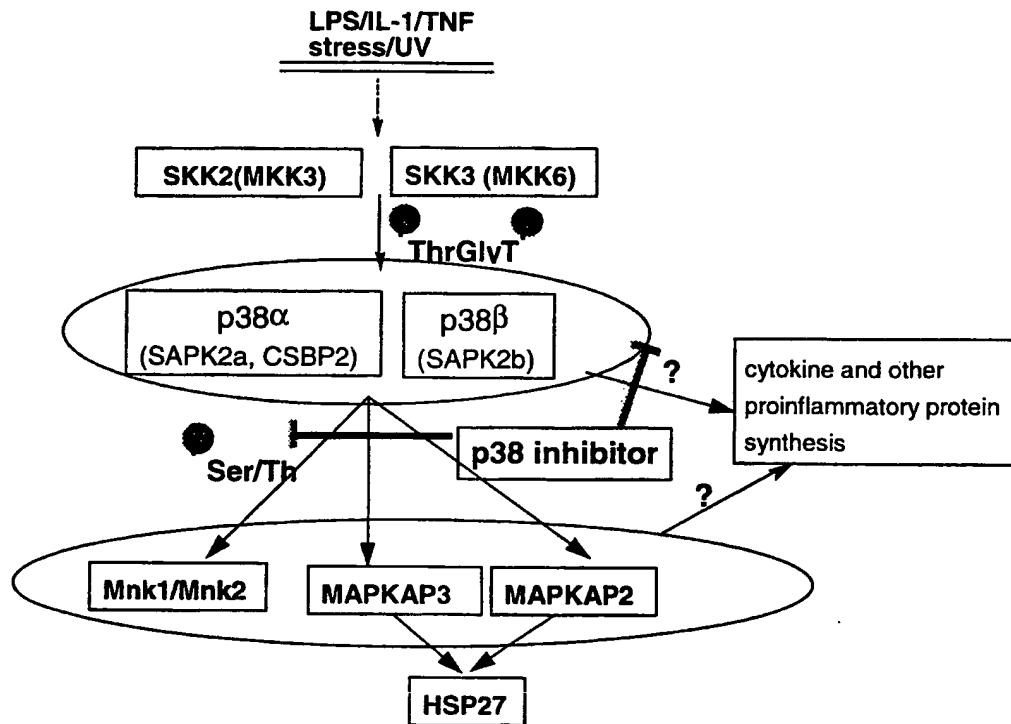 LPS/IL-1/TNF
stress/UV
SKK2(MKK3)
SKK3 (MKK6)
ThrGlyT
p38α
(SAPK2a, CSBP2)
p38β
(SAPK2b)
?
cytokine and other
proinflammatory protein
synthesis
p38 inhibitor
Ser/Th
?
Mnk1/Mnk2
MAPKAP3
MAPKAP2
HSP27